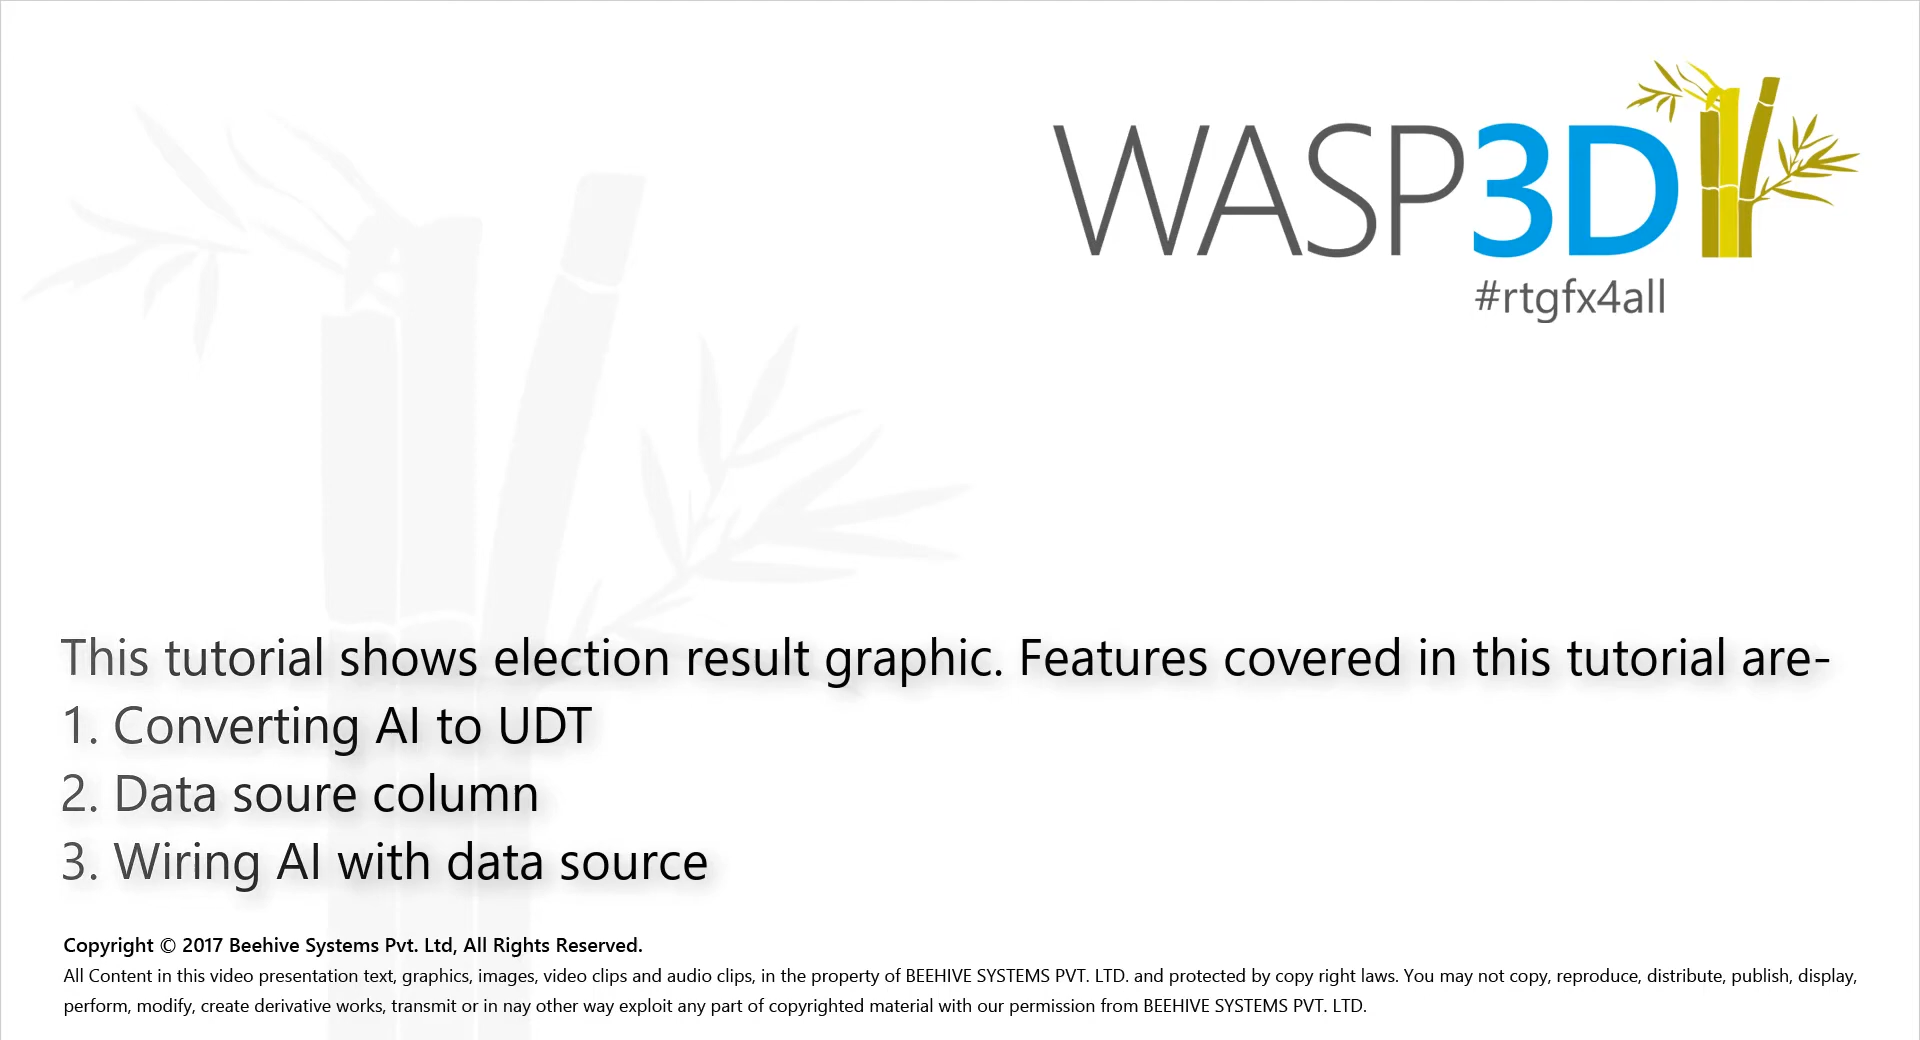 WASP3D
#rtgfx4all
This tutorial shows election result graphic. Features covered in this tutorial are-
1. Converting AI to UDT
2. Data soure column
3. Wiring AI with data source
Copyright © 2017 Beehive Systems Pvt. Ltd, All Rights Reserved.
All Content in this video presentation text, graphics, images, video clips and audio clips, in the property of BEEHIVE SYSTEMS PVT. LTD. and protected by copy right laws. You may not copy, reproduce, distribute, publish, display,
perform, modify, create derivative works, transmit or in nay other way exploit any part of copyrighted material with our permission from BEEHIVE SYSTEMS PVT. LTD.